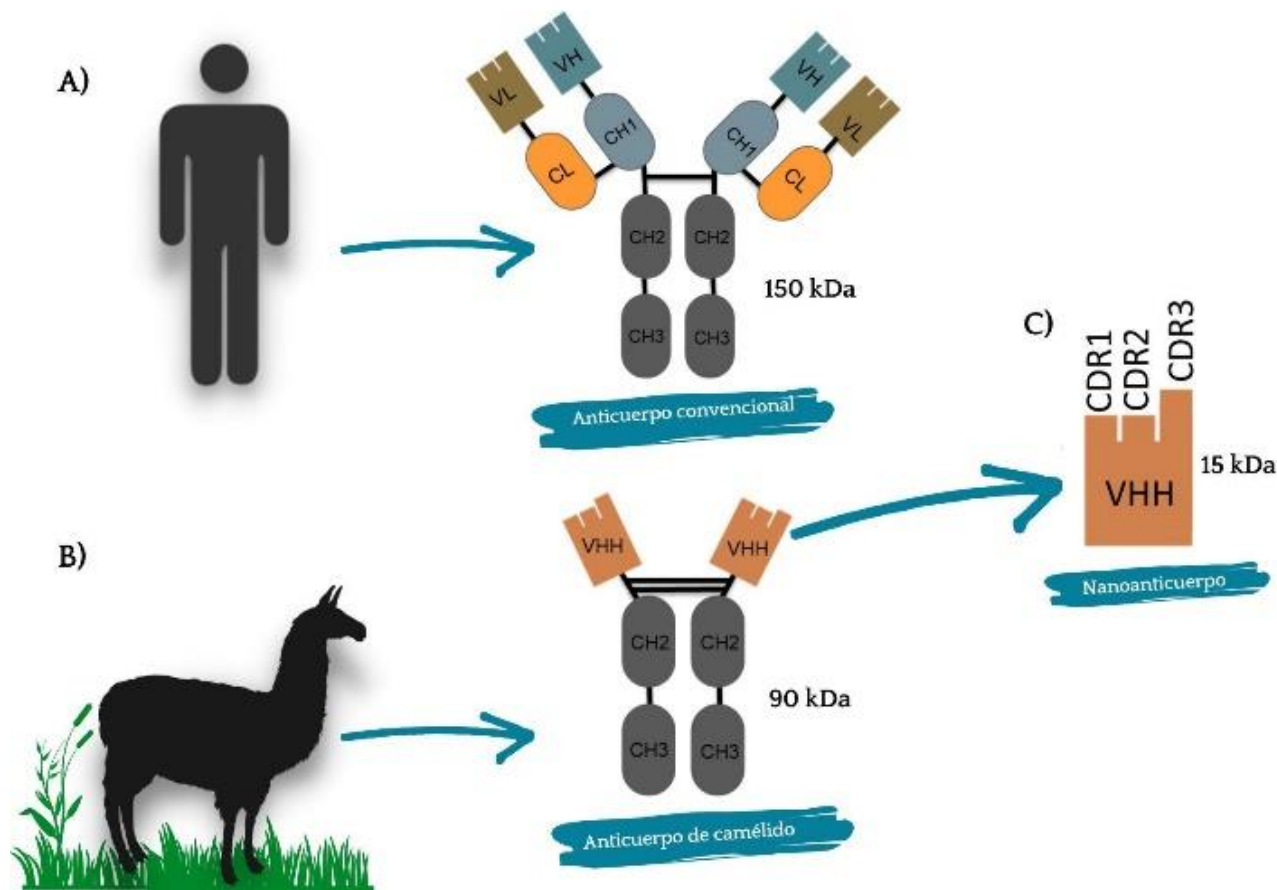 A)
VL
VH
VH
VL
CH1
CH1
CL
CL
CH2
CH2
150 kDa
CH3
CH3
Anticuerpo convencional
B)
VHH
VHH
CH2
CH2
90 kDa
CH3
CH3
Anticuerpo de camélido
C)
CDR1
CDR2
CDR3
15 kDa
VHH
Nanoanticuerpo